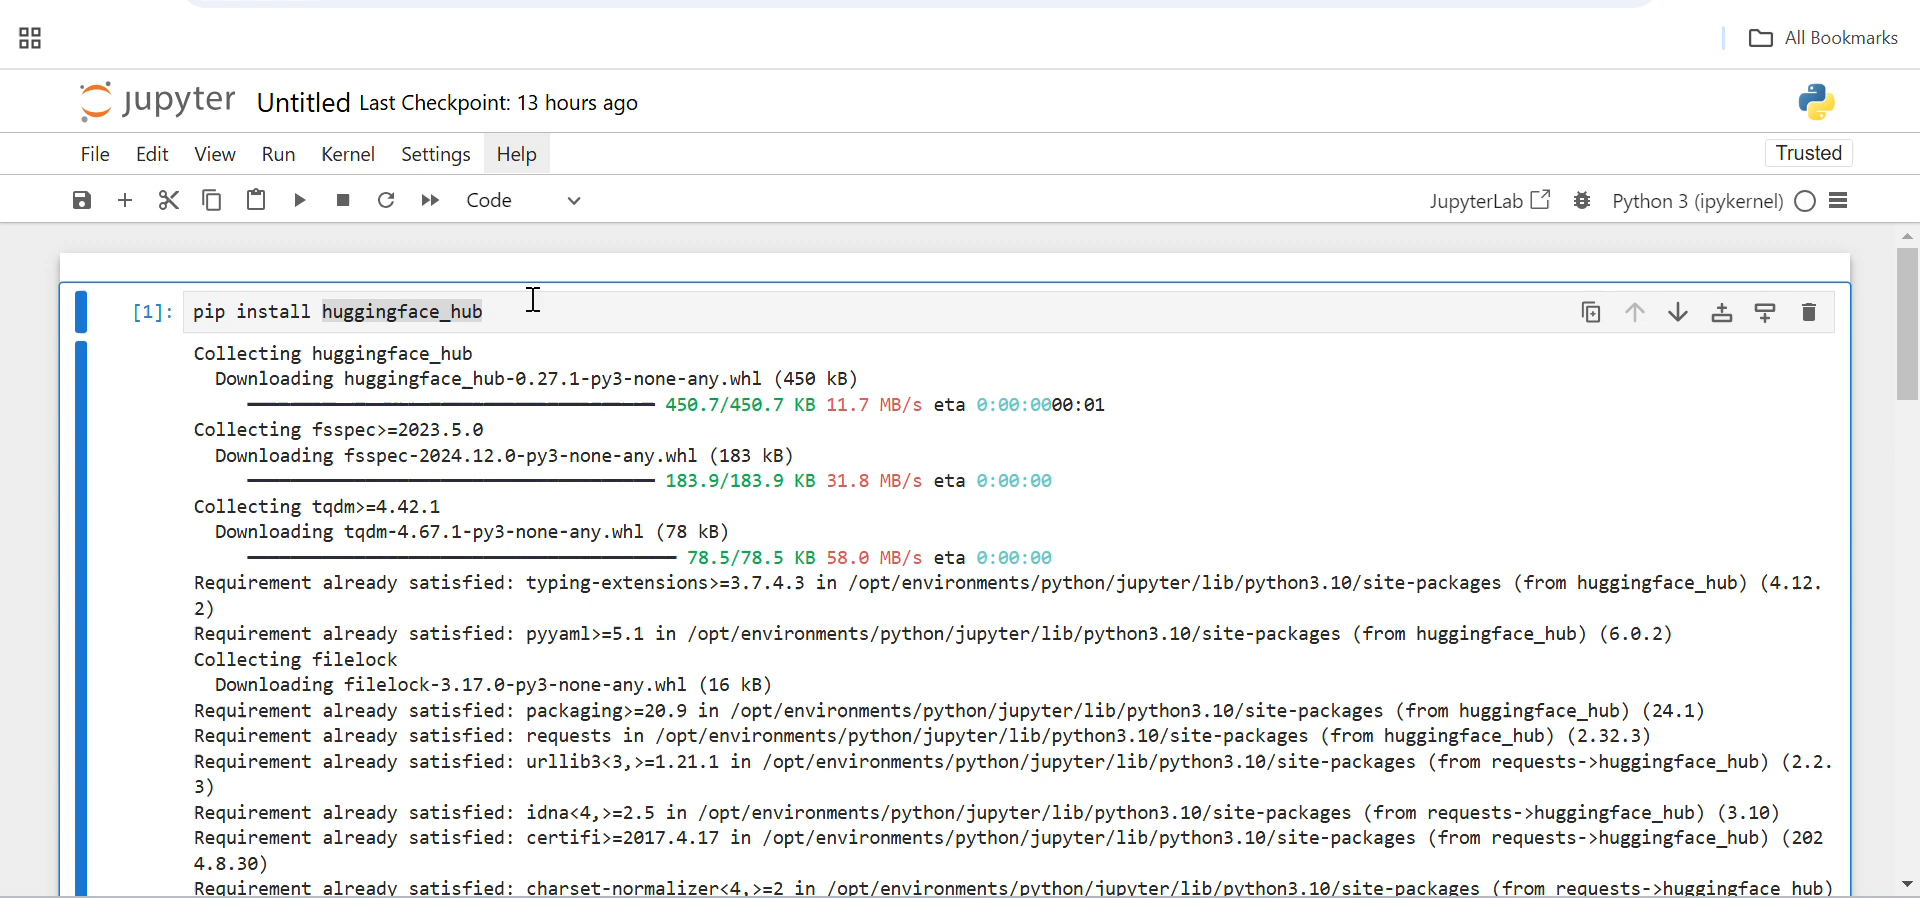 All Bookmarks
jupyter Untitled Last Checkpoint: 13 hours ago
File Edit View Run Kernel Settings Help Trusted
Code JupyterLab Python 3 (ipykernel)
[1]: pip install huggingface_hub
Collecting huggingface_hub
Downloading huggingface_hub-0.27.1-py3-none-any.whl (450 kB)
450.7/450.7 KB 11.7 MB/s eta 0:00:0000:01
Collecting fsspec>=2023.5.0
Downloading fsspec-2024.12.0-py3-none-any.whl (183 kB)
183.9/183.9 KB 31.8 MB/s eta 0:00:00
Collecting tqdm>=4.42.1
Downloading tqdm-4.67.1-py3-none-any.whl (78 kB)
78.5/78.5 KB 58.0 MB/s eta 0:00:00
Requirement already satisfied: typing-extensions>=3.7.4.3 in /opt/environments/python/jupyter/lib/python3.10/site-packages (from huggingface_hub) (4.12.
2)
Requirement already satisfied: pyyaml>=5.1 in /opt/environments/python/jupyter/lib/python3.10/site-packages (from huggingface_hub) (6.0.2)
Collecting filelock
Downloading filelock-3.17.0-py3-none-any.whl (16 kB)
Requirement already satisfied: packaging>=20.9 in /opt/environments/python/jupyter/lib/python3.10/site-packages (from huggingface_hub) (24.1)
Requirement already satisfied: requests in /opt/environments/python/jupyter/lib/python3.10/site-packages (from huggingface_hub) (2.32.3)
Requirement already satisfied: urllib3<3,>=1.21.1 in /opt/environments/python/jupyter/lib/python3.10/site-packages (from requests->huggingface_hub) (2.2.
3)
Requirement already satisfied: idna<4,>=2.5 in /opt/environments/python/jupyter/lib/python3.10/site-packages (from requests->huggingface_hub) (3.10)
Requirement already satisfied: certifi>=2017.4.17 in /opt/environments/python/jupyter/lib/python3.10/site-packages (from requests->huggingface_hub) (202
4.8.30)
Requirement already satisfied: charset-normalizer<4,>=2 in /opt/environments/python/jupyter/lib/python3.10/site-packages (from requests->huggingface_hub)